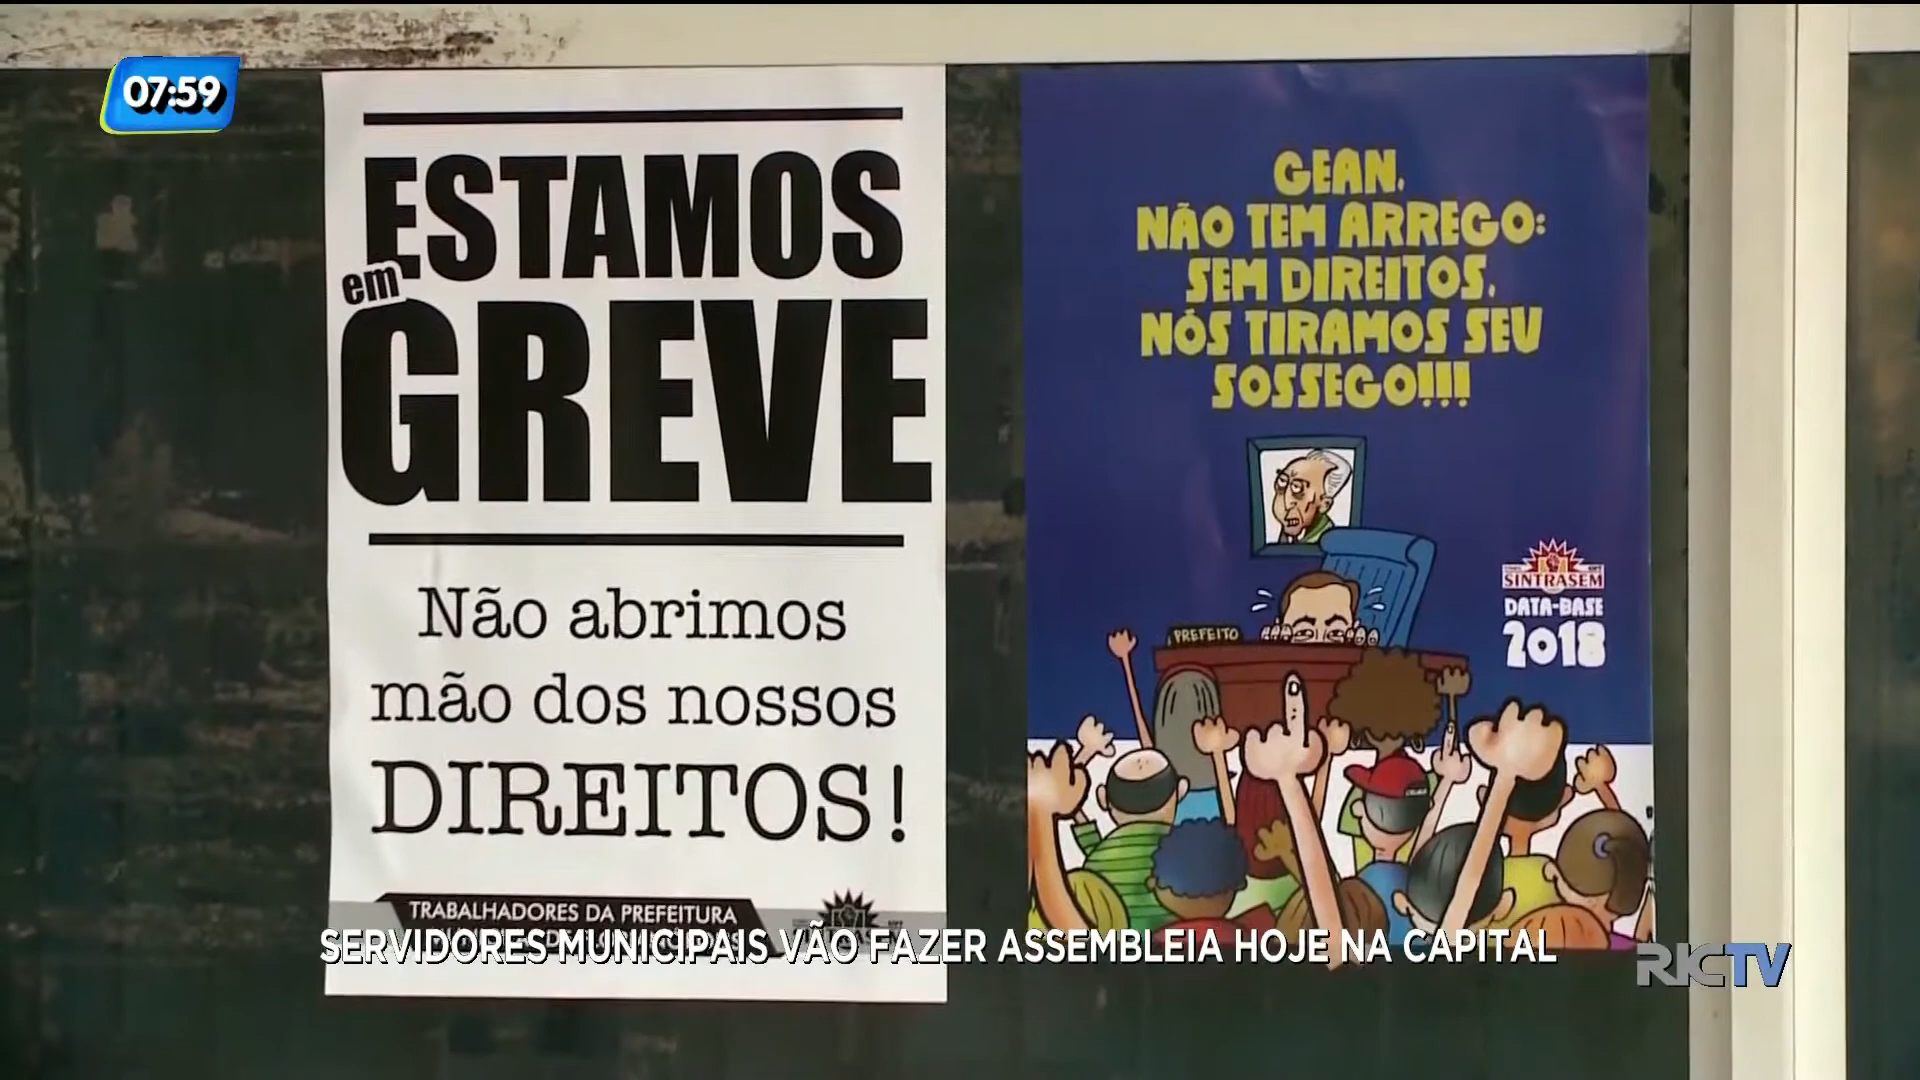 07:59
ESTAMOS
em
GREVE
Não abrimos
mão dos nossos
DIREITOS!
TRABALHADORES DA PREFEITURA
GEAN,
NÃO TEM ARREGO:
SEM DIREITOS,
NÓS TIRAMOS SEU
SOSSEGO!!!
PREFEITO
SINTRASEM
DATA-BASE
2018
SERVIDORES MUNICIPAIS VÃO FAZER ASSEMBLEIA HOJE NA CAPITAL
RICTV